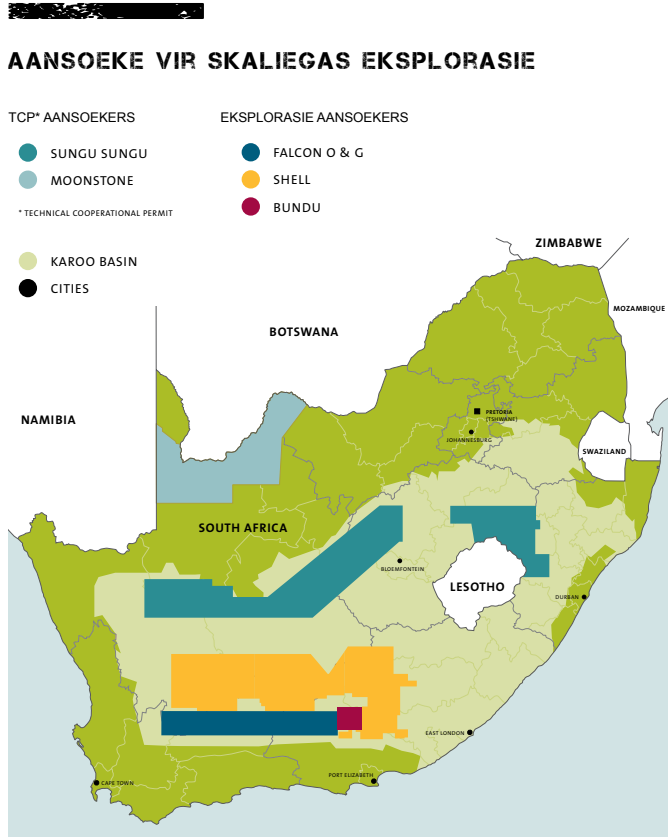 AANSOEKE VIR SKALIEGAS EKSPLORASIE
TCP* AANSOEKERS
SUNGU SUNGU
MOONSTONE
* TECHNICAL COOPERATIONAL PERMIT
EKSPLORASIE AANSOEKERS
FALCON O & G
SHELL
BUNDU
KAROO BASIN
CITIES
ZIMBABWE
MOZAMBIQUE
BOTSWANA
NAMIBIA
PRETORIA
(TSHWANE)
JOHANNESBURG
SWAZILAND
SOUTH AFRICA
BLOEMFONTEIN
LESOTHO
DURBAN
EAST LONDON
PORT ELIZABETH
CAPE TOWN